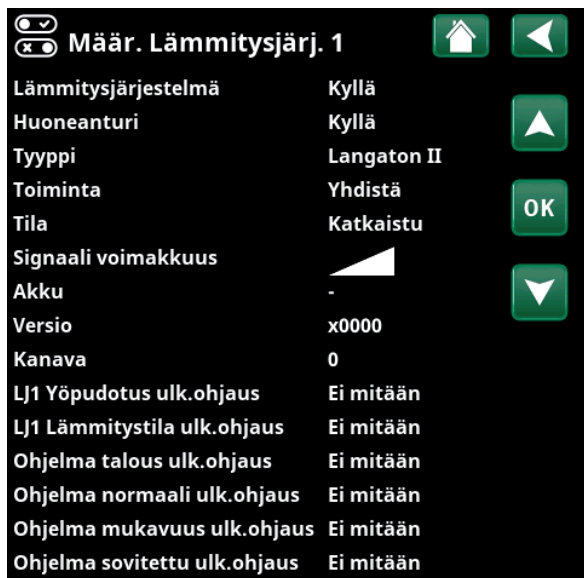 Määr. Lämmitysjärj. 1
Lämmitysjärjestelmä Kyllä
Huoneanturi Kyllä
Tyyppi Langaton II
Toiminta Yhdistä
OK
Tila Katkaistu
Signaali voimakkuus
Akku -
Versio x0000
Kanava 0
LJ1 Yöpudotus ulk.ohjaus Ei mitään
LJ1 Lämmitystila ulk.ohjaus Ei mitään
Ohjelma talous ulk.ohjaus Ei mitään
Ohjelma normaali ulk.ohjaus Ei mitään
Ohjelma mukavuus ulk.ohjaus Ei mitään
Ohjelma sovitettu ulk.ohjaus Ei mitään